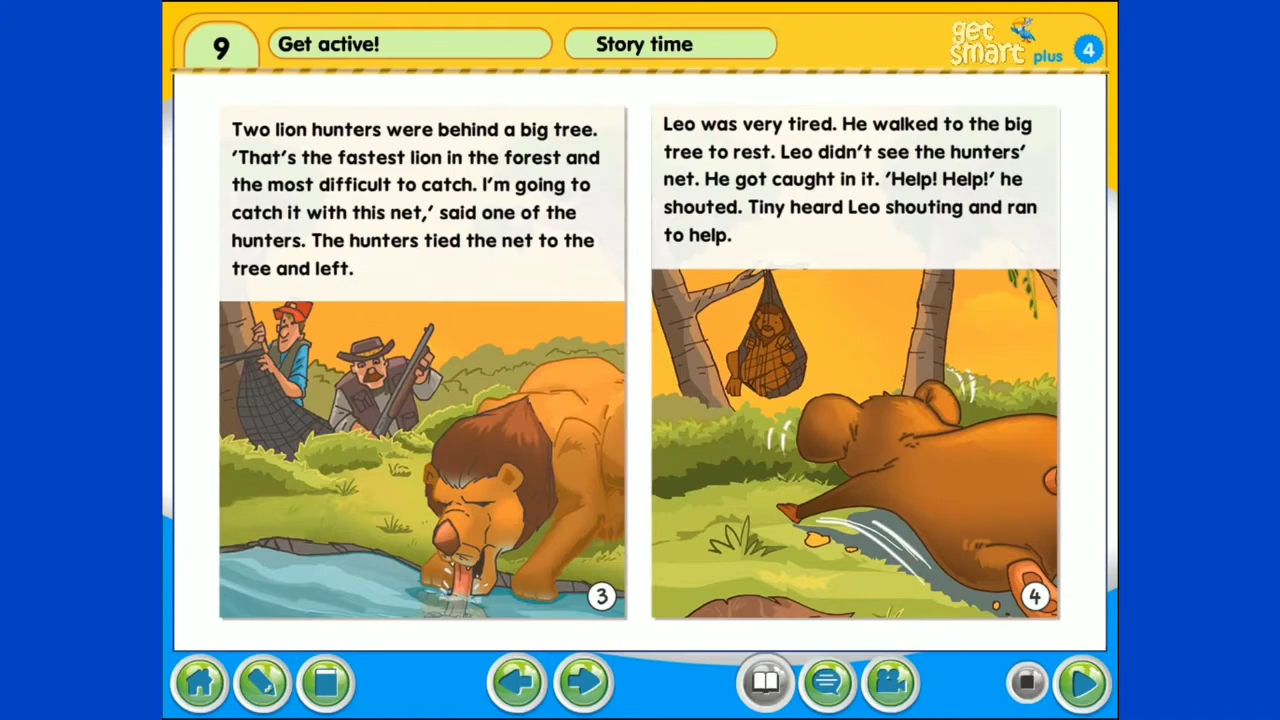 9
Get active!
Story time
get
smart
plus
4
Two lion hunters were behind a big tree.
'That's the fastest lion in the forest and
the most difficult to catch. I'm going to
catch it with this net,' said one of the
hunters. The hunters tied the net to the
tree and left.
3
Leo was very tired. He walked to the big
tree to rest. Leo didn't see the hunters'
net. He got caught in it. 'Help! Help!' he
shouted. Tiny heard Leo shouting and ran
to help.
4